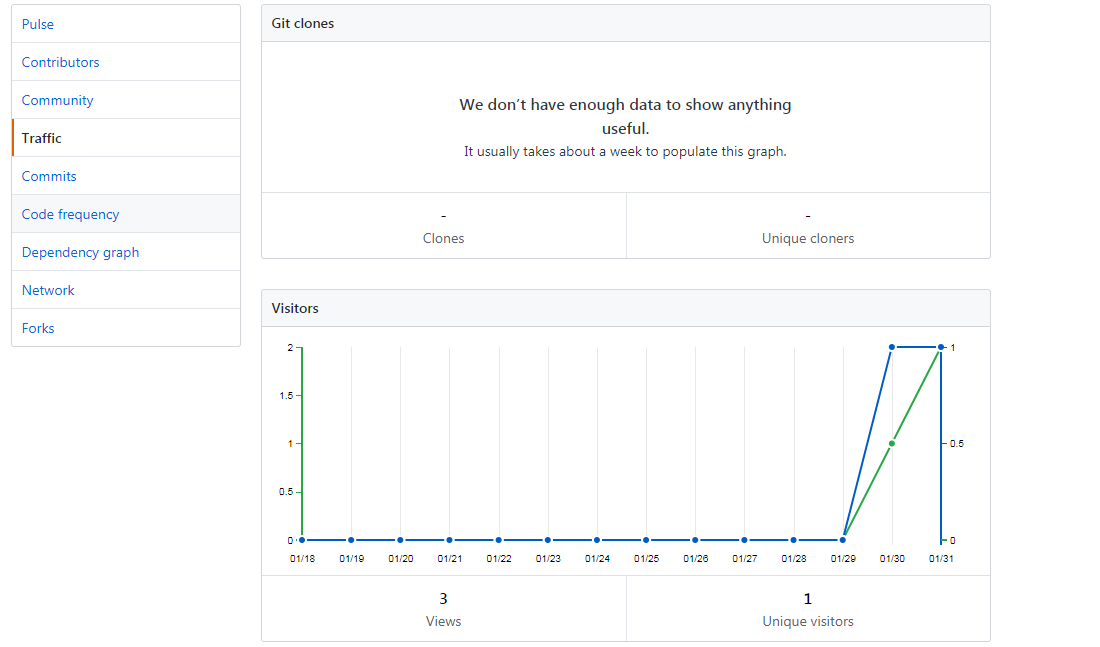 Pulse
Contributors
Community
Traffic
Commits
Code frequency
Dependency graph
Network
Forks
Git clones
We don’t have enough data to show anything
useful.
It usually takes about a week to populate this graph.
-
Clones
-
Unique cloners
Visitors
2
1.5
1
0.5
0
1
0.5
0
01/18 01/19 01/20 01/21 01/22 01/23 01/24 01/25 01/26 01/27 01/28 01/29 01/30 01/31
3
Views
1
Unique visitors